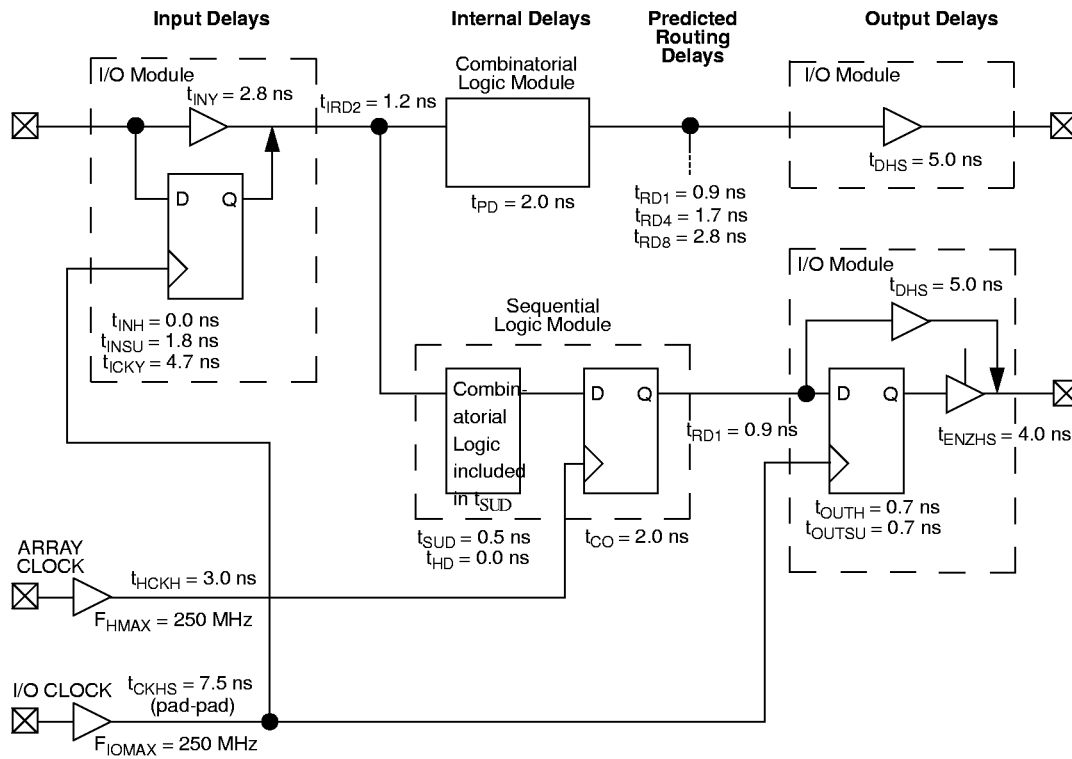 Input Delays
Internal Delays
Predicted
Routing
Delays
Output Delays
I/O Module
tINY = 2.8 ns
tIRD2 = 1.2 ns
Combinatorial
Logic Module
I/O Module
tDHS = 5.0 ns
D Q
tPD = 2.0 ns
tRD1 = 0.9 ns
tRD4 = 1.7 ns
tRD8 = 2.8 ns
I/O Module
tDHS = 5.0 ns
tINH = 0.0 ns
tINSU = 1.8 ns
tICKY = 4.7 ns
Sequential
Logic Module
Combin-
atorial
Logic
included
in tSUD
D Q
tRD1 = 0.9 ns
D Q
tENZHS = 4.0 ns
tOUTH = 0.7 ns
tOUTSU = 0.7 ns
tSUD = 0.5 ns
tHD = 0.0 ns
tCO = 2.0 ns
ARRAY
CLOCK
tHCKH = 3.0 ns
FHMAX = 250 MHz
I/O CLOCK
tCKHS = 7.5 ns
(pad-pad)
FIOMAX = 250 MHz